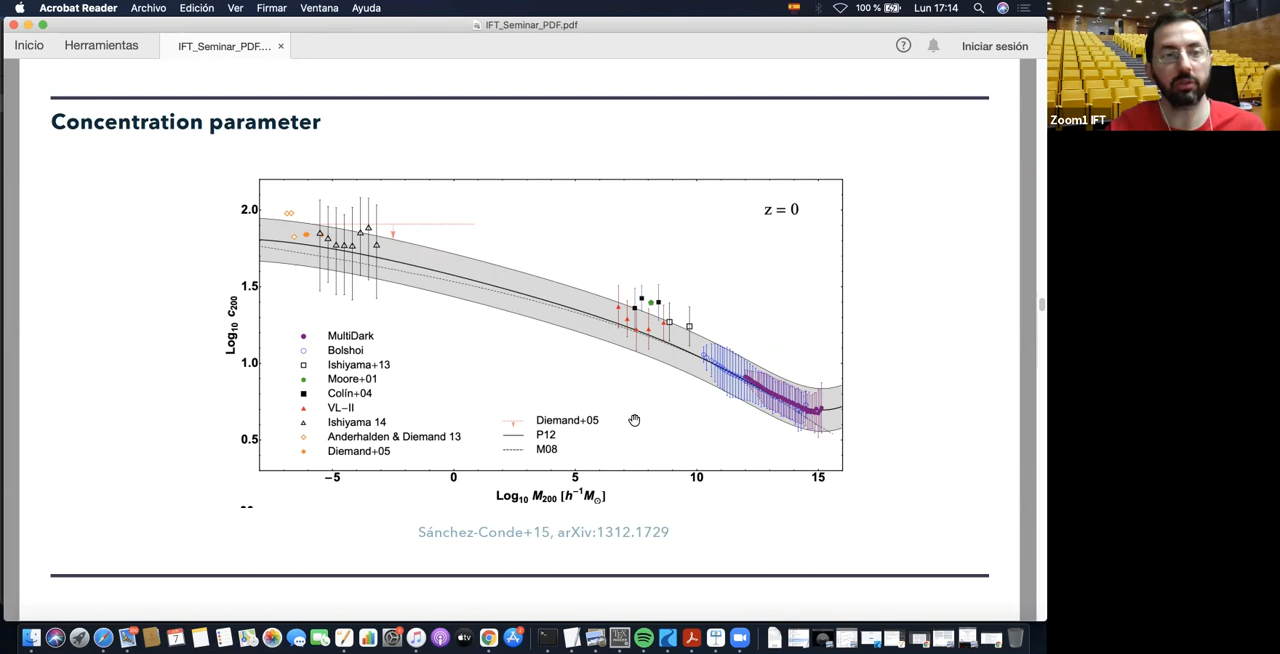 Acrobat Reader Archivo Edición Ver Firmar Ventana Ayuda 100 % Lun 17:14
IFT_Seminar_PDF.pdf
Inicio Herramientas IFT_Seminar_PDF.... × Iniciar sesión
Zoom1 IFT
Concentration parameter
z = 0
2.0
1.5
1.0
0.5
Log10 c200
MultiDark
Bolshoi
Ishiyama+13
Moore+01
Colín+04
VL-II
Ishiyama 14
Anderhalden & Diemand 13
Diemand+05
Diemand+05
P12
M08
-5 0 5 10 15
Log10 M200 [h⁻¹M⊙]
Sánchez-Conde+15, arXiv:1312.1729